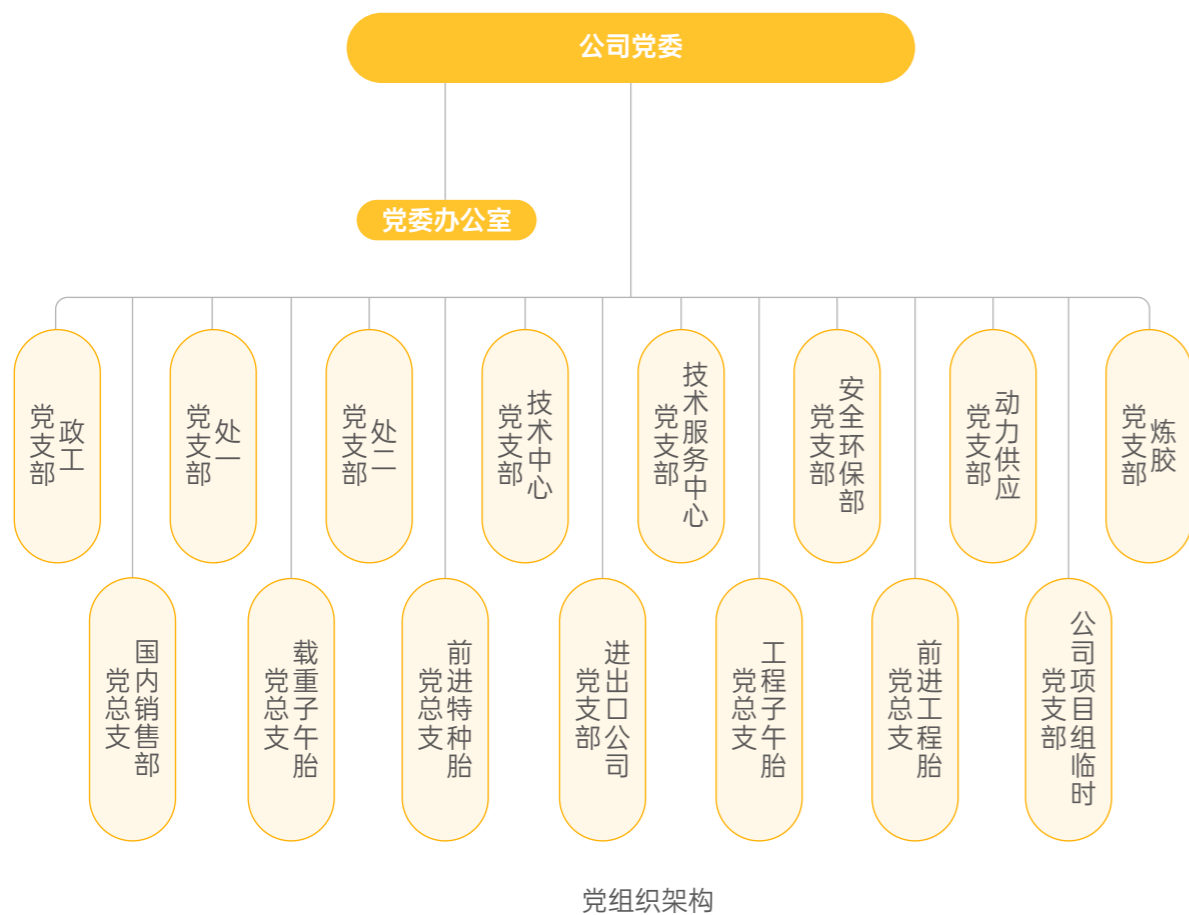 公司党委
党委办公室
政工
党支部
处一
党支部
处二
党支部
技术中心
党支部
技术服务中心
党支部
安全环保部
党支部
动力供应
党支部
炼胶
党支部
国内销售部
党总支
载重子午胎
党总支
前进特种胎
党总支
进出口公司
党支部
工程子午胎
党总支
前进工程胎
党总支
公司项目组临时
党支部
党组织架构